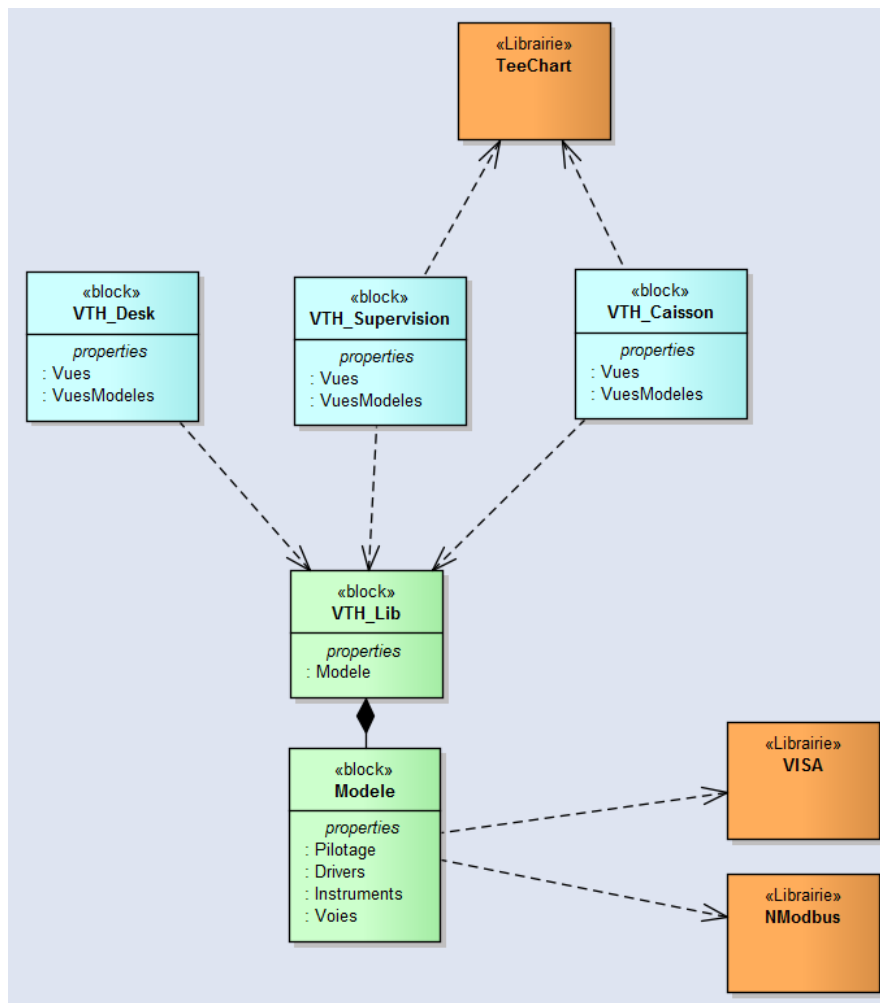 «Librairie»
TeeChart
«block»
VTH_Desk
properties
: Vues
: VuesModeles
«block»
VTH_Supervision
properties
: Vues
: VuesModeles
«block»
VTH_Caisson
properties
: Vues
: VuesModeles
«block»
VTH_Lib
properties
: Modele
«block»
Modele
properties
: Pilotage
: Drivers
: Instruments
: Voies
«Librairie»
VISA
«Librairie»
NModbus